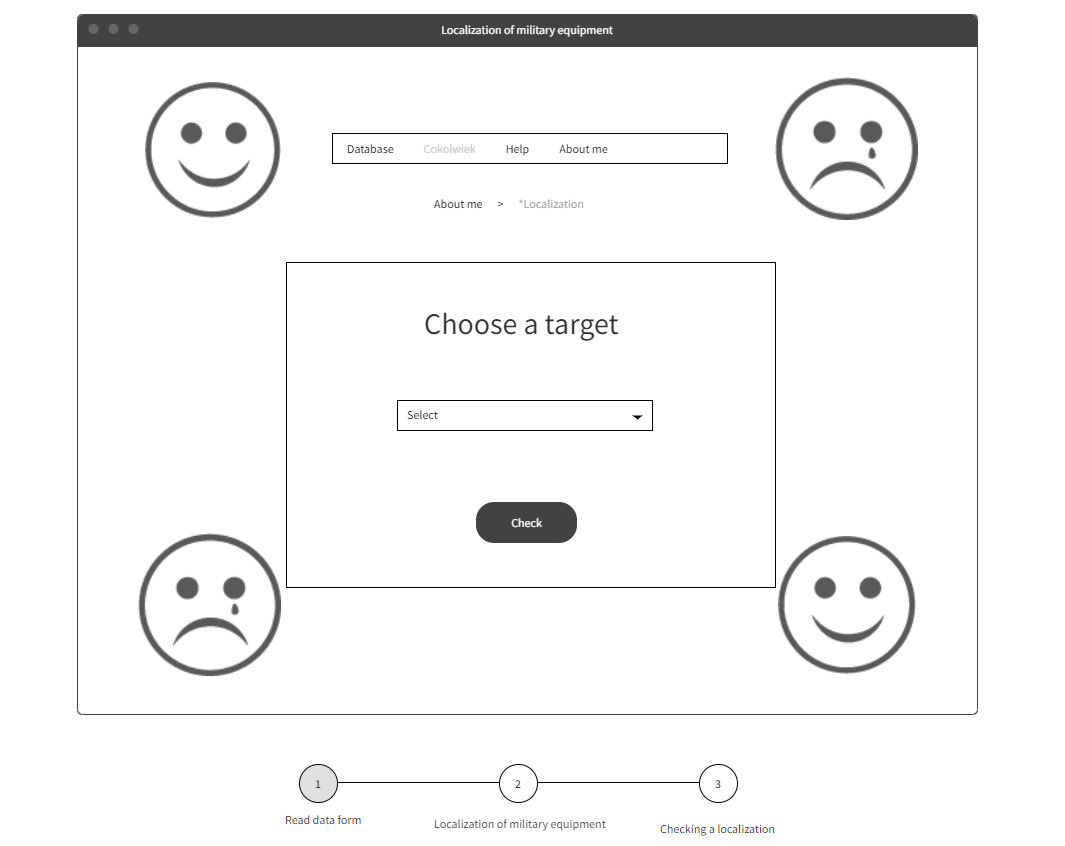 Localization of military equipment
Database Cokolwiek Help About me
About me > *Localization
Choose a target
Select
Check
1 2 3
Read data form Localization of military equipment Checking a localization